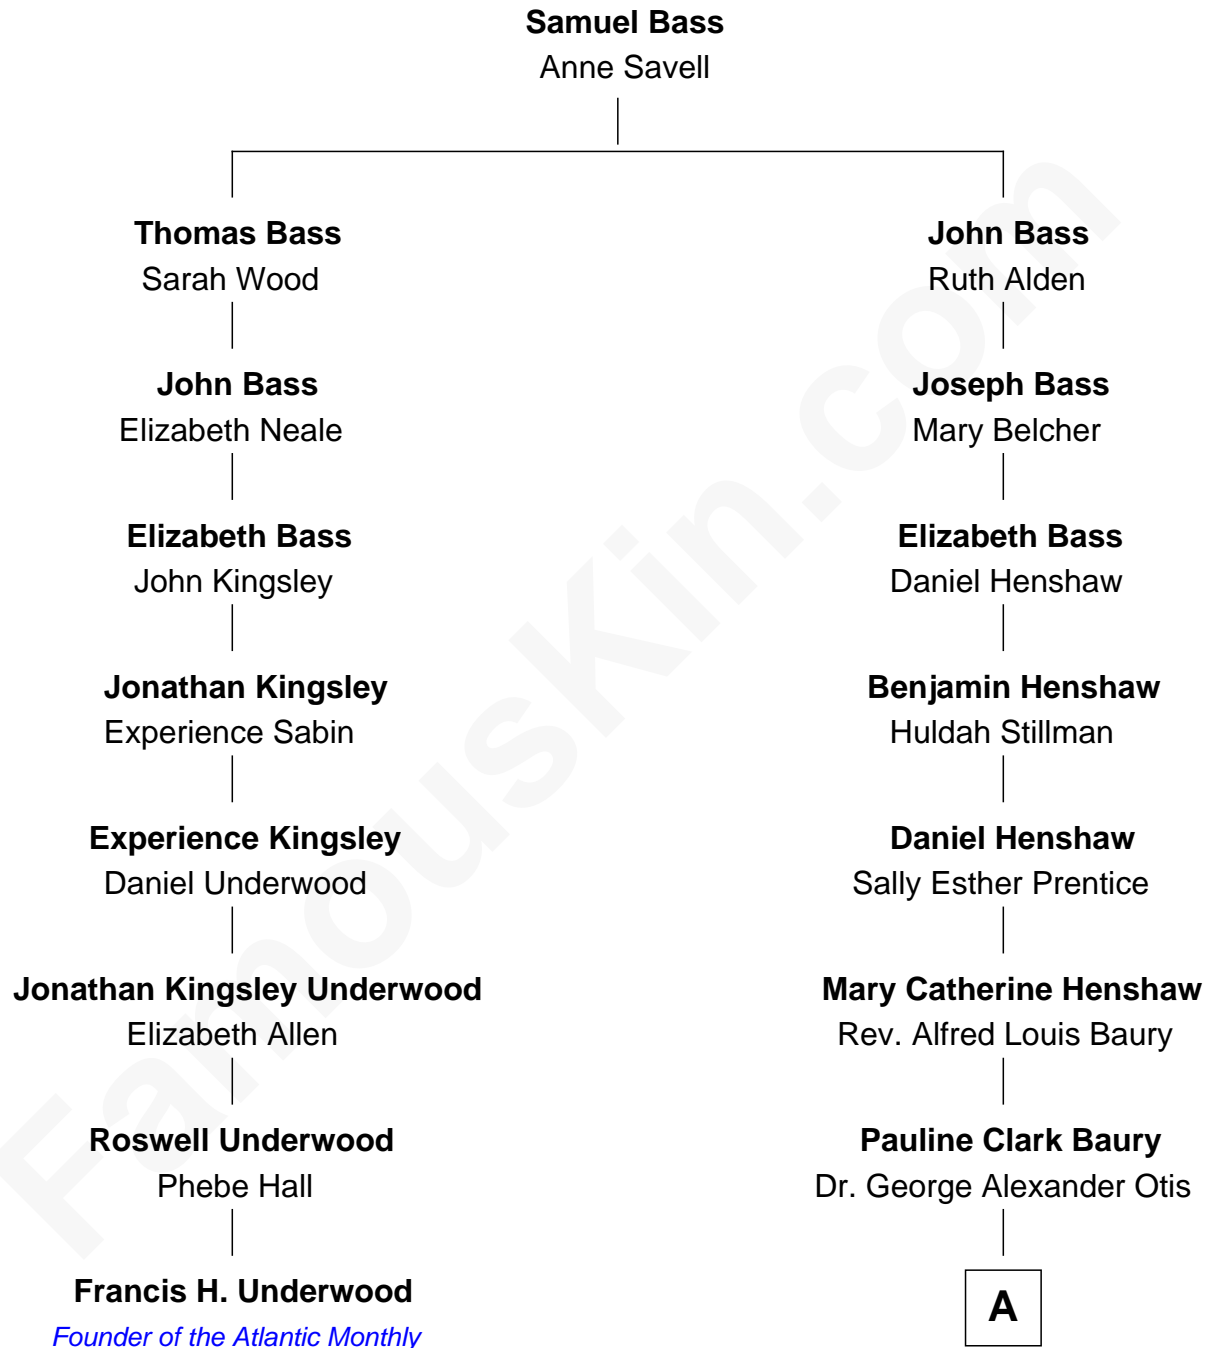 Samuel Bass
Anne Savell
Thomas Bass
Sarah Wood
John Bass
Ruth Alden
John Bass
Elizabeth Neale
Joseph Bass
Mary Belcher
Elizabeth Bass
John Kingsley
Elizabeth Bass
Daniel Henshaw
Jonathan Kingsley
Experience Sabin
Benjamin Henshaw
Huldah Stillman
Experience Kingsley
Daniel Underwood
Daniel Henshaw
Sally Esther Prentice
Jonathan Kingsley Underwood
Elizabeth Allen
Mary Catherine Henshaw
Rev. Alfred Louis Baury
Roswell Underwood
Phebe Hall
Pauline Clark Baury
Dr. George Alexander Otis
Francis H. Underwood
Founder of the Atlantic Monthly
A
FamousKin.com